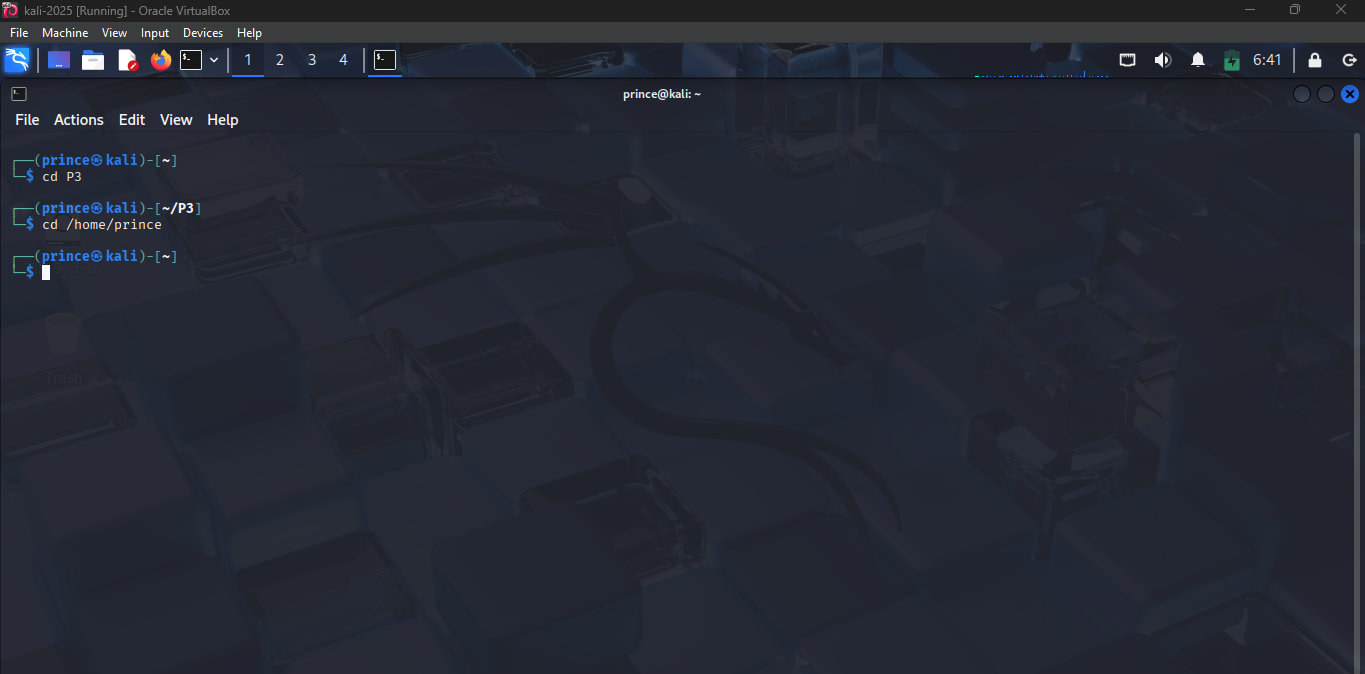 kali-2025 [Running] - Oracle VirtualBox
File Machine View Input Devices Help
1 2 3 4 6:41
prince@kali: ~
File Actions Edit View Help
┌──(prince㉿kali)-[~]
└─$ cd P3
┌──(prince㉿kali)-[~/P3]
└─$ cd /home/prince
┌──(prince㉿kali)-[~]
└─$
Trash